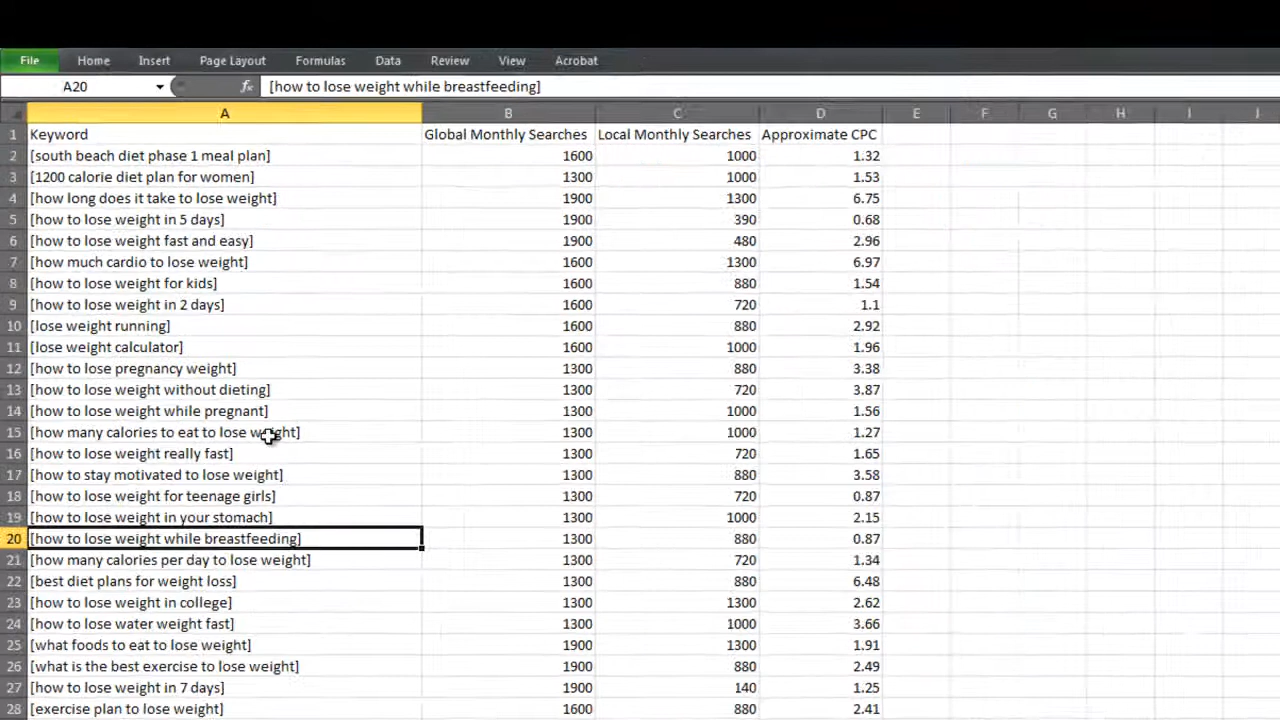 File Home Insert Page Layout Formulas Data Review View Acrobat
A20 fx [how to lose weight while breastfeeding]
A B C D E F G H I J
1 Keyword Global Monthly Searches Local Monthly Searches Approximate CPC
2 [south beach diet phase 1 meal plan] 1600 1000 1.32
3 [1200 calorie diet plan for women] 1300 1000 1.53
4 [how long does it take to lose weight] 1900 1300 6.75
5 [how to lose weight in 5 days] 1900 390 0.68
6 [how to lose weight fast and easy] 1900 480 2.96
7 [how much cardio to lose weight] 1600 1300 6.97
8 [how to lose weight for kids] 1600 880 1.54
9 [how to lose weight in 2 days] 1600 720 1.1
10 [lose weight running] 1600 880 2.92
11 [lose weight calculator] 1600 1000 1.96
12 [how to lose pregnancy weight] 1300 880 3.38
13 [how to lose weight without dieting] 1300 720 3.87
14 [how to lose weight while pregnant] 1300 1000 1.56
15 [how many calories to eat to lose weight] 1300 1000 1.27
16 [how to lose weight really fast] 1300 720 1.65
17 [how to stay motivated to lose weight] 1300 880 3.58
18 [how to lose weight for teenage girls] 1300 720 0.87
19 [how to lose weight in your stomach] 1300 1000 2.15
20 [how to lose weight while breastfeeding] 1300 880 0.87
21 [how many calories per day to lose weight] 1300 720 1.34
22 [best diet plans for weight loss] 1300 880 6.48
23 [how to lose weight in college] 1300 1300 2.62
24 [how to lose water weight fast] 1300 1000 3.66
25 [what foods to eat to lose weight] 1900 1300 1.91
26 [what is the best exercise to lose weight] 1900 880 2.49
27 [how to lose weight in 7 days] 1900 140 1.25
28 [exercise plan to lose weight] 1600 880 2.41